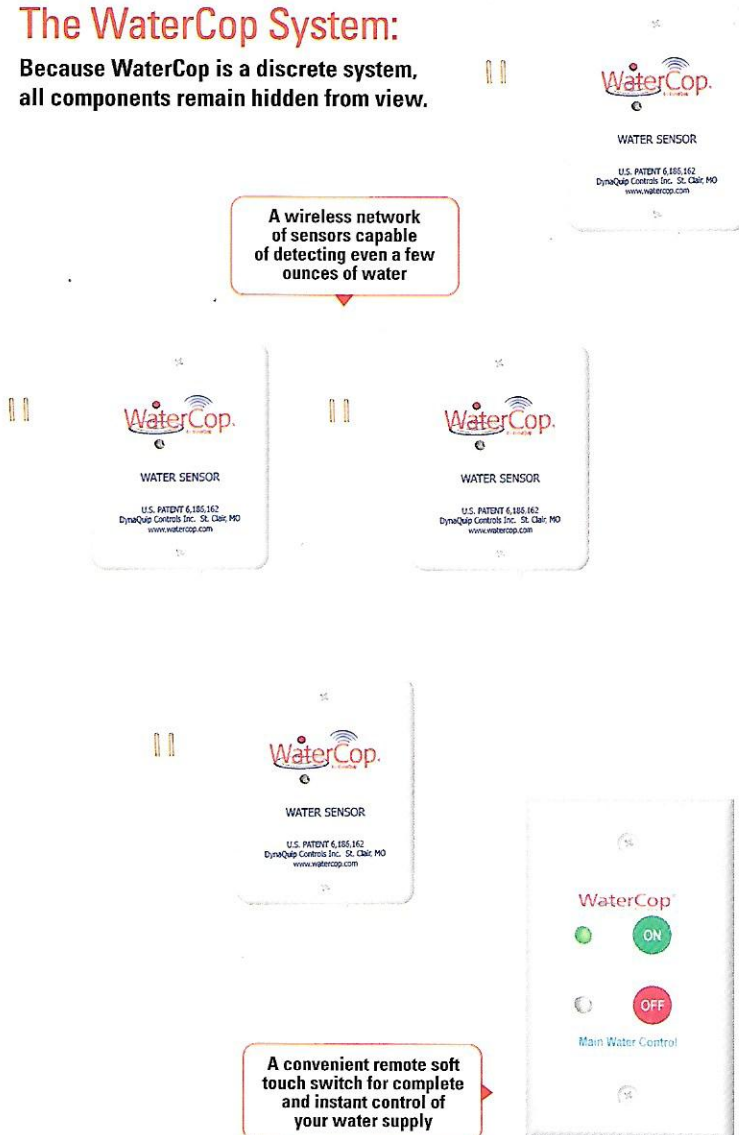 The WaterCop System:
Because WaterCop is a discrete system,
all components remain hidden from view.
WaterCop.
WATER SENSOR
U.S. PATENT 6,186,162
DynaQuip Controls Inc. St. Clair, MO
www.watercop.com
A wireless network
of sensors capable
of detecting even a few
ounces of water
WaterCop.
WATER SENSOR
U.S. PATENT 6,186,162
DynaQuip Controls Inc. St. Clair, MO
www.watercop.com
WaterCop.
WATER SENSOR
U.S. PATENT 6,186,162
DynaQuip Controls Inc. St. Clair, MO
www.watercop.com
WaterCop.
WATER SENSOR
U.S. PATENT 6,186,162
DynaQuip Controls Inc. St. Clair, MO
www.watercop.com
WaterCop
ON
OFF
Main Water Control
A convenient remote soft
touch switch for complete
and instant control of
your water supply